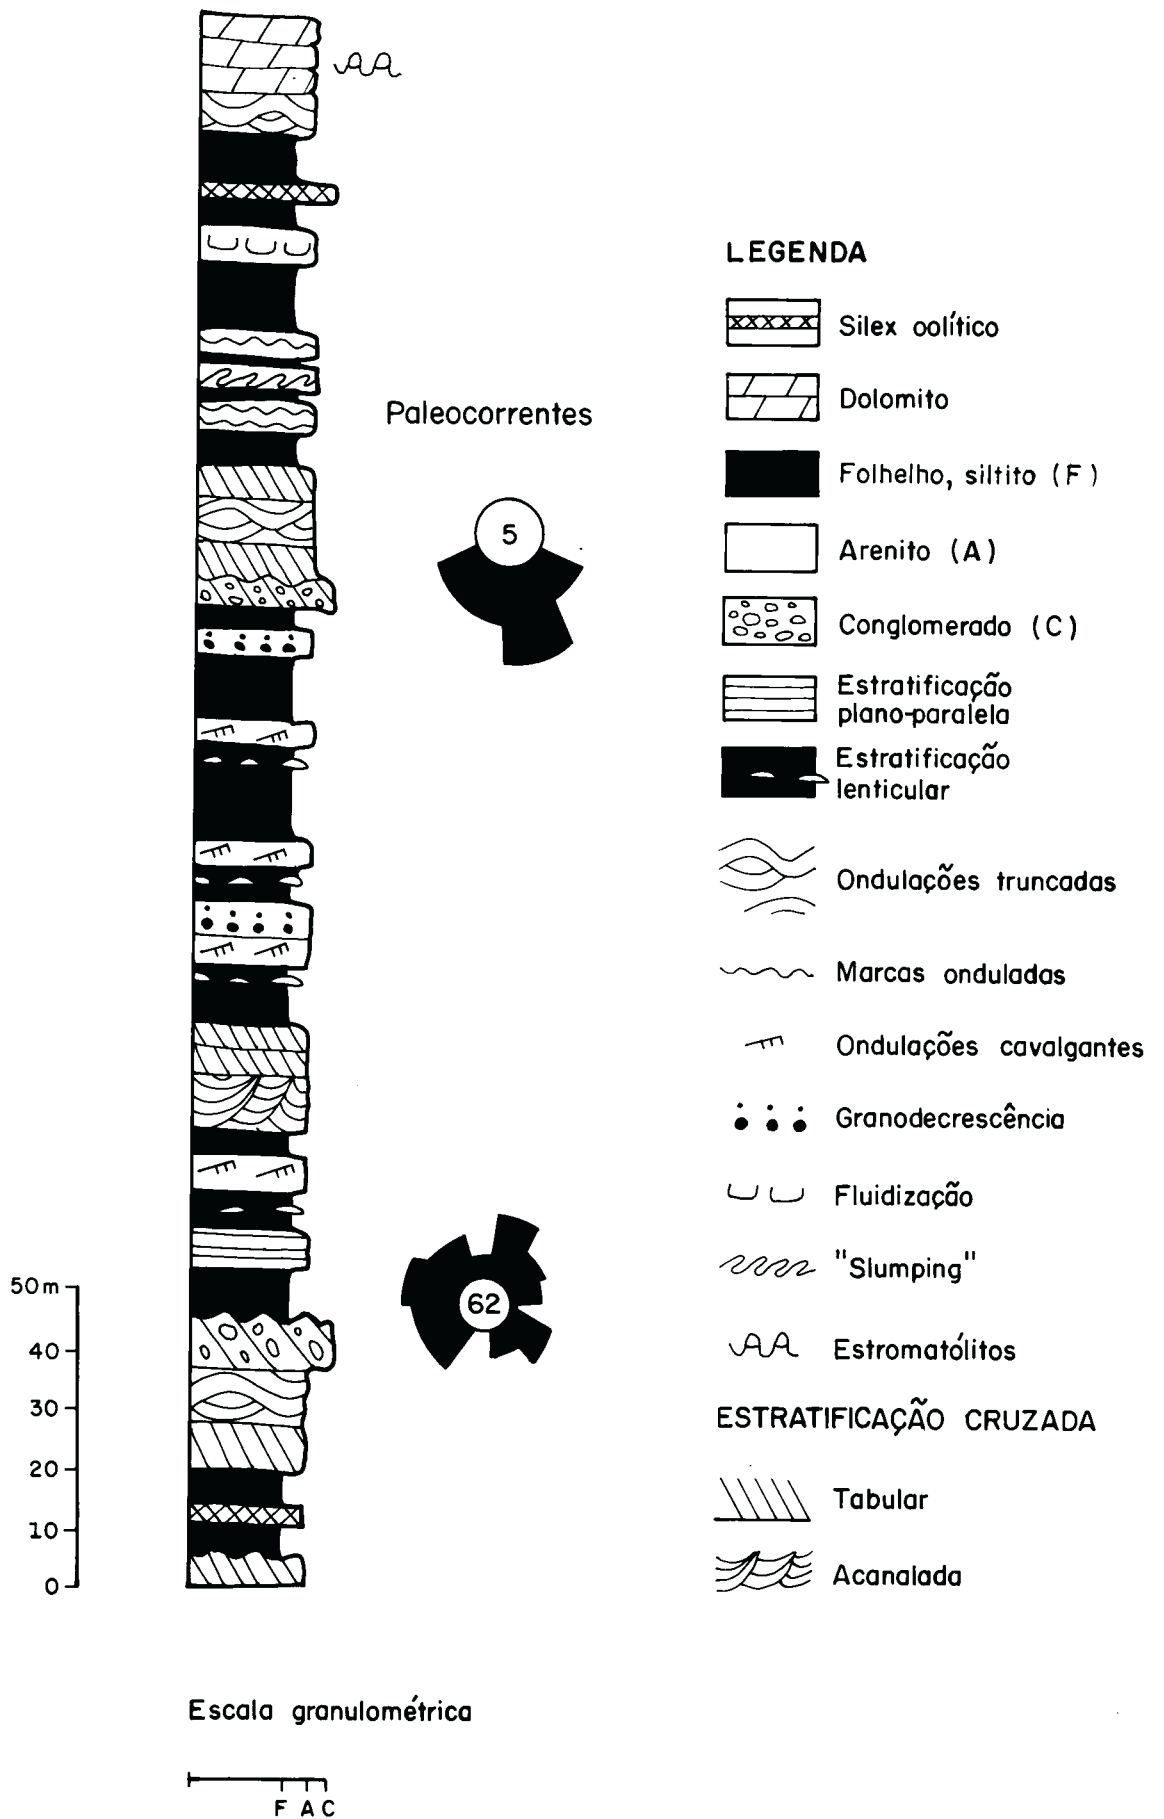 LEGENDA
Silex oolítico
Dolomito
Paleocorrentes
Folhelho, siltito (F)
5
Arenito (A)
Conglomerado (C)
Estratificação
plano-paralela
Estratificação
lenticular
Ondulações truncadas
Marcas onduladas
Ondulações cavalgantes
Granodecrescência
Fluidização
"Slumping"
50m
62
40
Estromatólitos
30
ESTRATIFICAÇÃO CRUZADA
20
Tabular
10
Acanalada
0
Escala granulométrica
F A C